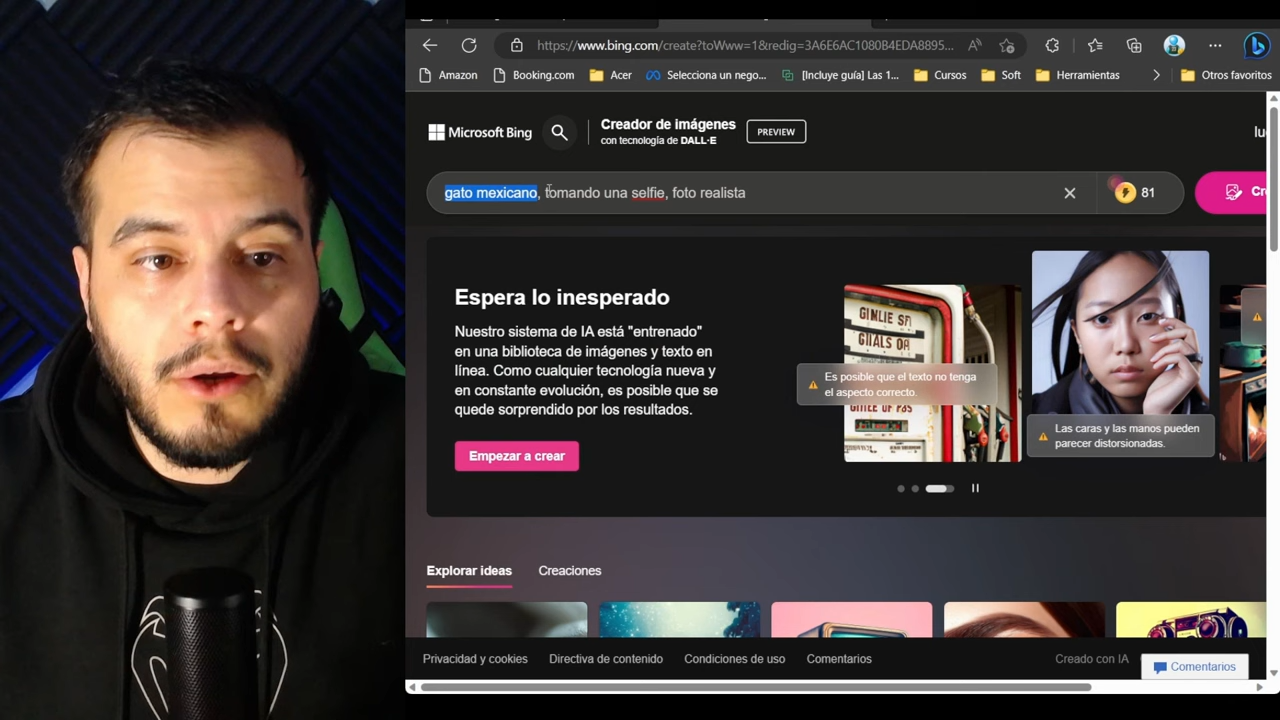 https://www.bing.com/create?toWww=1&redig=3A6E6AC1080B4EDA8895...
Amazon
Booking.com
Acer
Selecciona un nego...
[Incluye guía] Las 1...
Cursos
Soft
Herramientas
Otros favoritos
Microsoft Bing
Creador de imágenes
con tecnología de DALL·E
PREVIEW
gato mexicano, tomando una selfie, foto realista
81
Espera lo inesperado
Nuestro sistema de IA está "entrenado"
en una biblioteca de imágenes y texto en
línea. Como cualquier tecnología nueva y
en constante evolución, es posible que se
quede sorprendido por los resultados.
Empezar a crear
Es posible que el texto no tenga
el aspecto correcto.
Las caras y las manos pueden
parecer distorsionadas.
Explorar ideas
Creaciones
Privacidad y cookies
Directiva de contenido
Condiciones de uso
Comentarios
Creado con IA
Comentarios